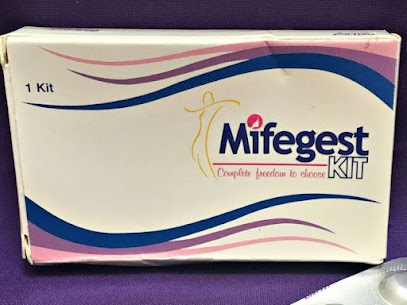 1 Kit
Mifegest
KIT
Complete freedom to choose